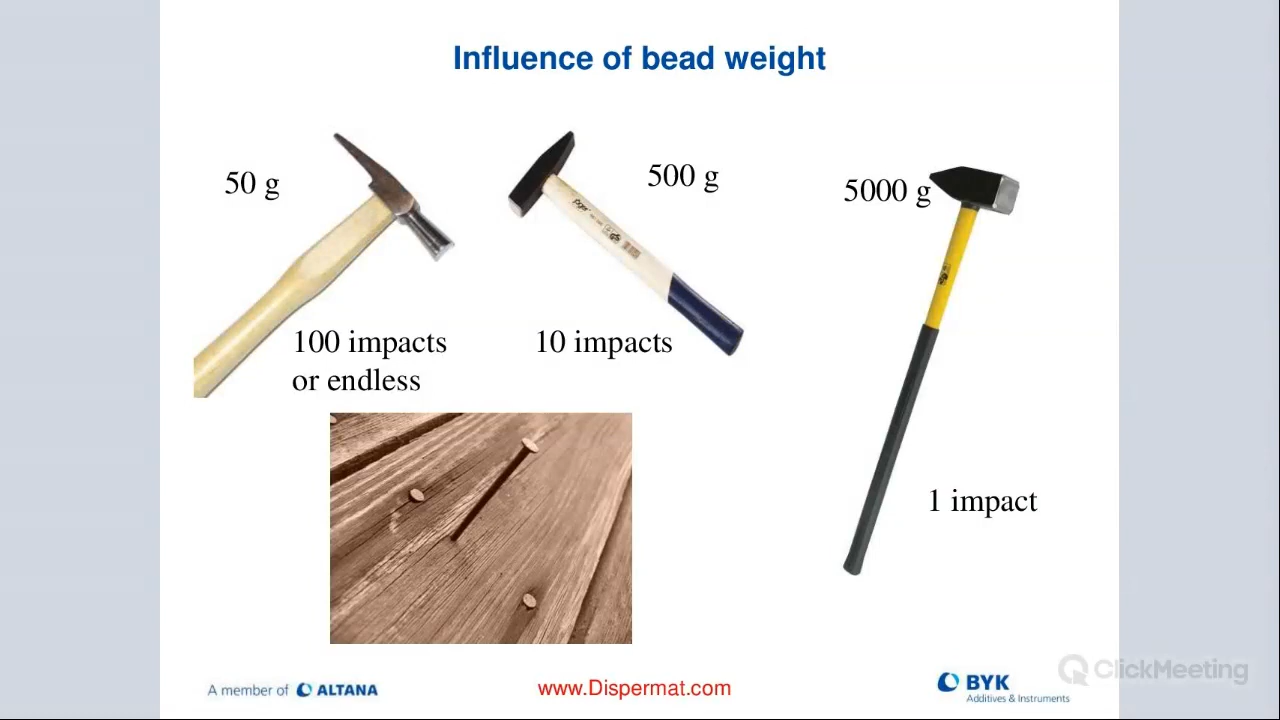 Influence of bead weight
50 g
500 g
5000 g
100 impacts
or endless
10 impacts
1 impact
A member of ALTANA
www.Dispermat.com
BYK
Additives & Instruments
ClickMeeting